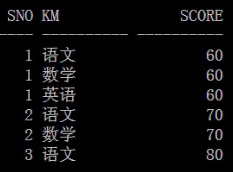 SNO KM SCORE
---- ---------- ----------
1 语文 60
1 数学 60
1 英语 60
2 语文 70
2 数学 70
3 语文 80